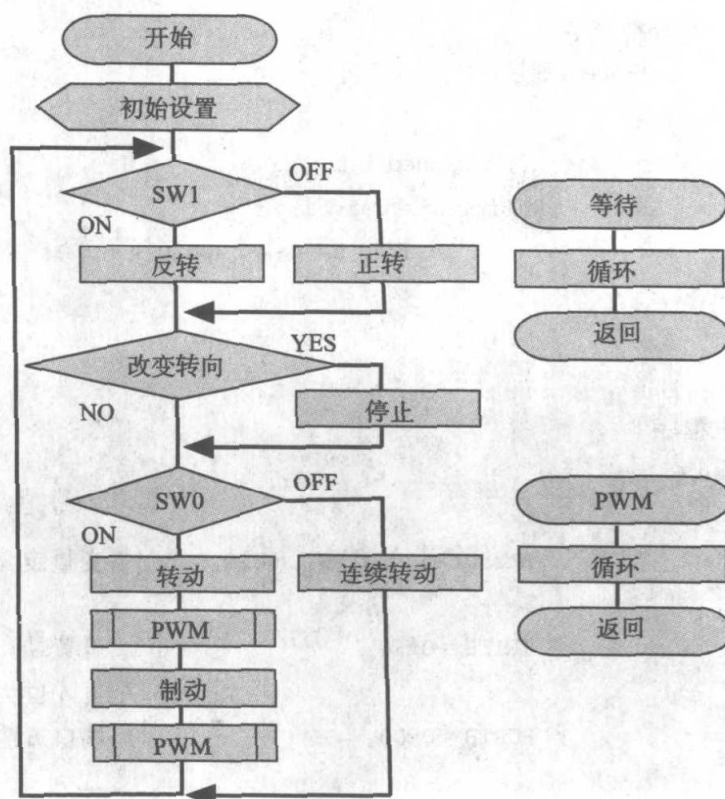 开始
初始设置
SW1
OFF
ON
反转
正转
改变转向
YES
NO
停止
SW0
OFF
ON
转动
连续转动
PWM
制动
PWM
等待
循环
返回
PWM
循环
返回